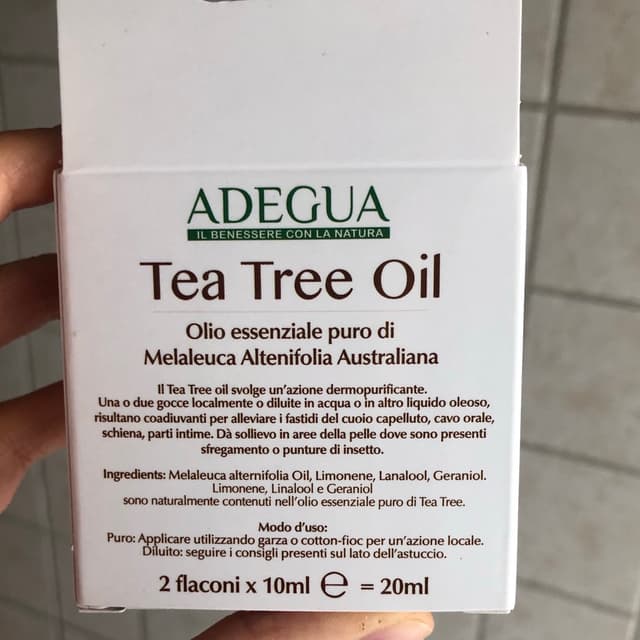 ADEGUA
IL BENESSERE CON LA NATURA
Tea Tree Oil
Olio essenziale puro di
Melaleuca Altenifolia Australiana
Il Tea Tree oil svolge un'azione dermopurificante.
Una o due gocce localmente o diluite in acqua o in altro liquido oleoso,
risultano coadiuvanti per alleviare i fastidi del cuoio capelluto, cavo orale,
schiena, parti intime. Dà sollievo in aree della pelle dove sono presenti
sfregamento o punture di insetto.
Ingredients: Melaleuca alternifolia Oil, Limonene, Lanalool, Geraniol.
Limonene, Linalool e Geraniol
sono naturalmente contenuti nell'olio essenziale puro di Tea Tree.
Modo d'uso:
Puro: Applicare utilizzando garza o cotton-fioc per un'azione locale.
Diluito: seguire i consigli presenti sul lato dell'astuccio.
2 flaconi x 10ml ℮ = 20ml